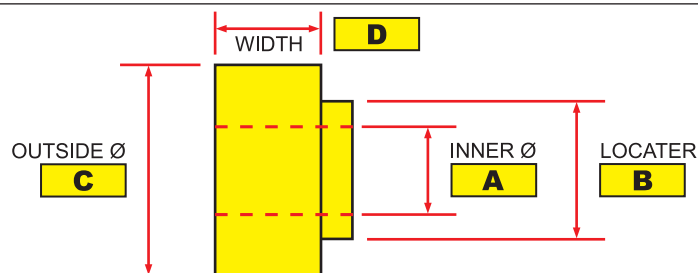 WIDTH
D
OUTSIDE Ø
C
INNER Ø
A
LOCATER
B